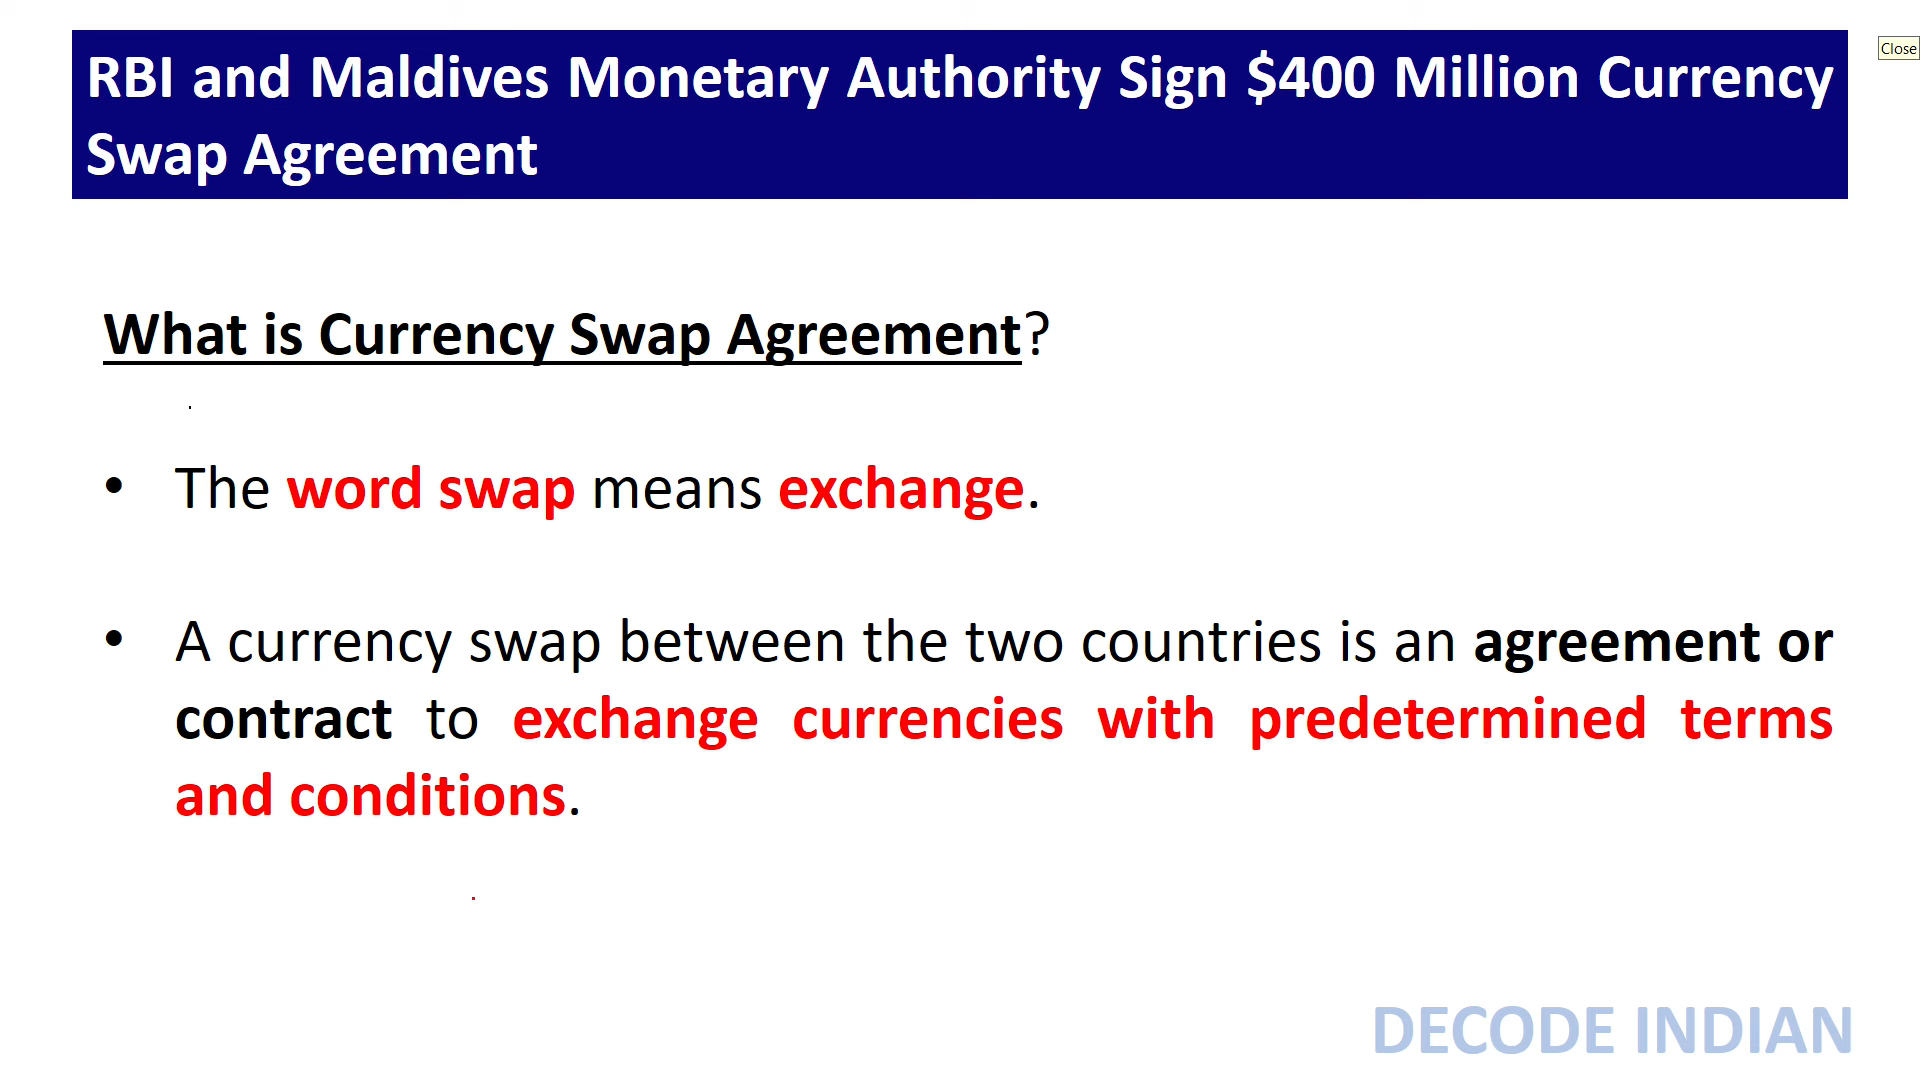 RBI and Maldives Monetary Authority Sign $400 Million Currency
Swap Agreement
Close
What is Currency Swap Agreement?
• The word swap means exchange.
• A currency swap between the two countries is an agreement or
contract to exchange currencies with predetermined terms
and conditions.
DECODE INDIAN